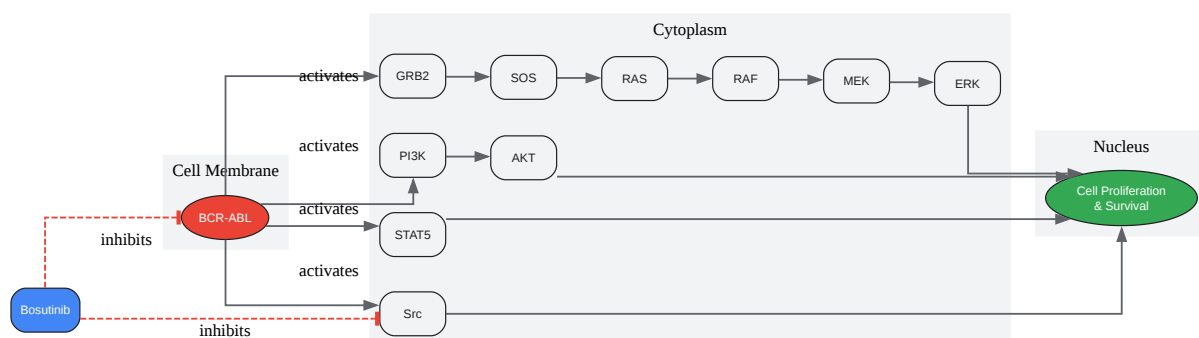 Cytoplasm
activates
GRB2
SOS
RAS
RAF
MEK
ERK
activates
PI3K
AKT
Nucleus
Cell Membrane
Cell Proliferation
& Survival
activates
BCR-ABL
STAT5
inhibits
activates
Bosutinib
Src
inhibits